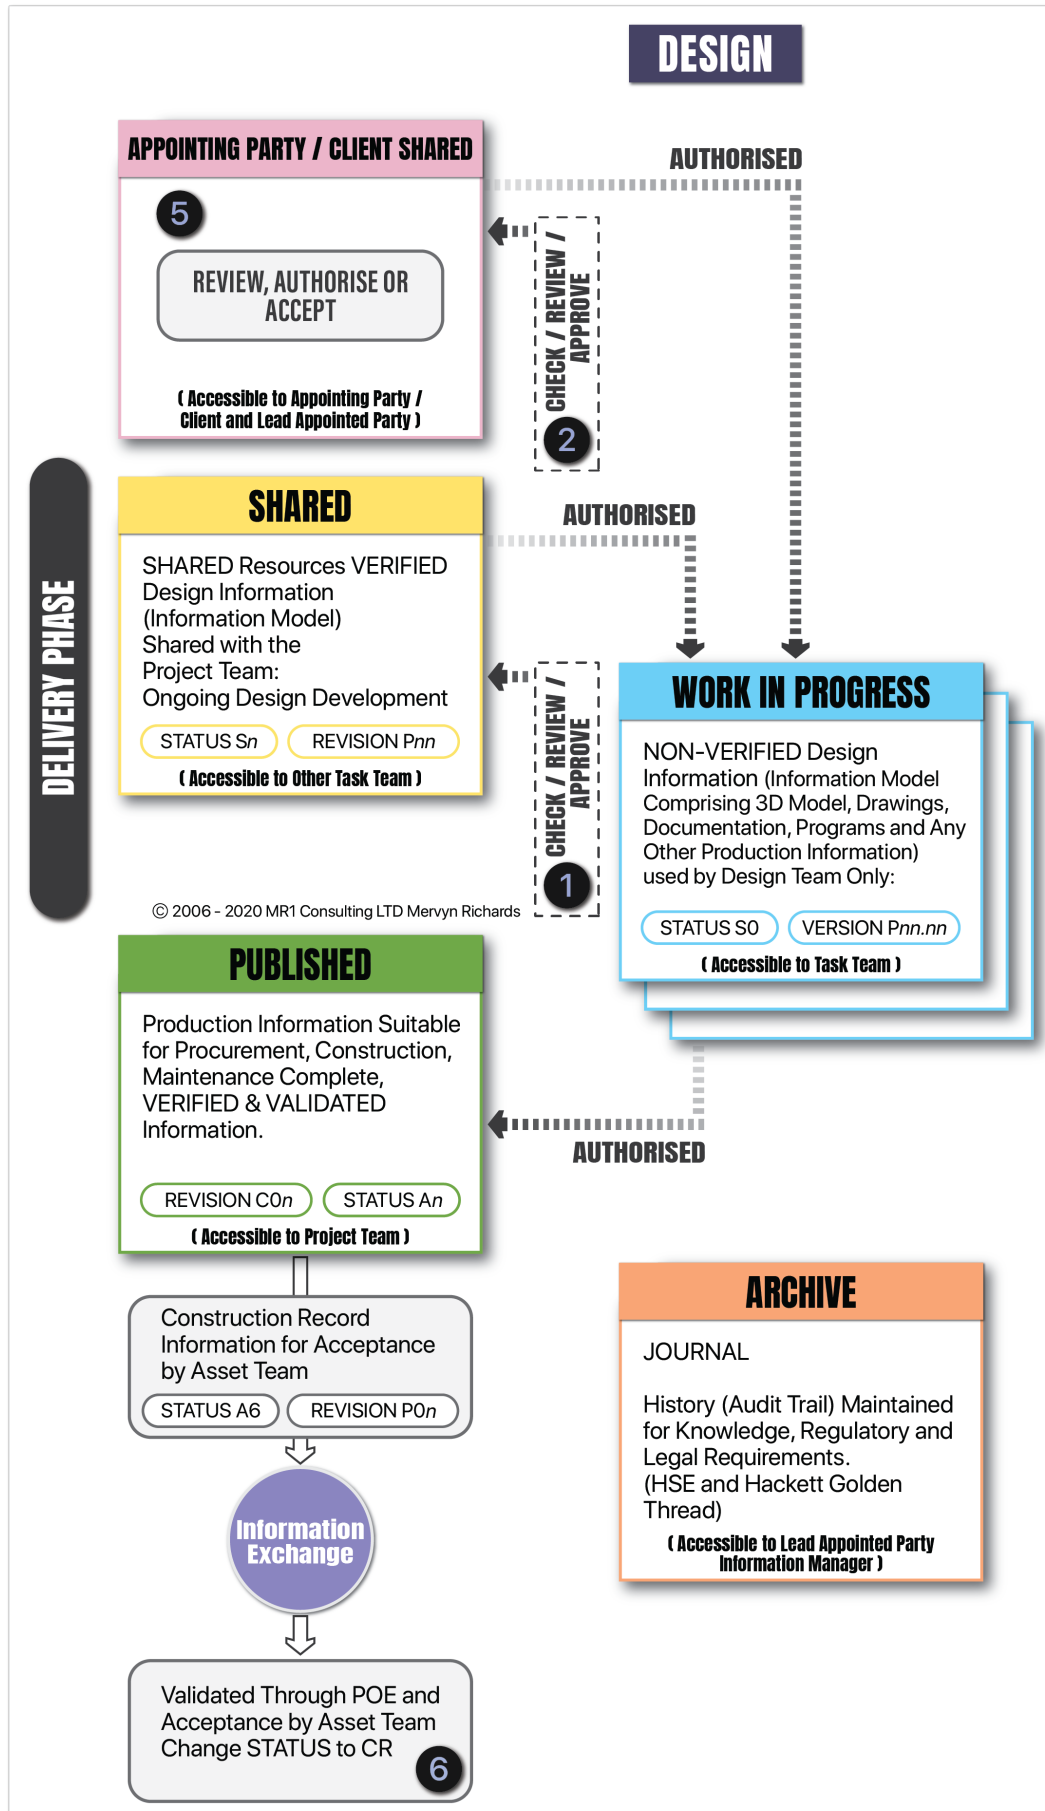 DESIGN
APPOINTING PARTY / CLIENT SHARED
5
REVIEW, AUTHORISE OR
ACCEPT
( Accessible to Appointing Party /
Client and Lead Appointed Party )
AUTHORISED
CHECK / REVIEW /
APPROVE
2
DELIVERY PHASE
SHARED
SHARED Resources VERIFIED
Design Information
(Information Model)
Shared with the
Project Team:
Ongoing Design Development
STATUS Sn
REVISION Pnn
( Accessible to Other Task Team )
AUTHORISED
CHECK / REVIEW /
APPROVE
1
WORK IN PROGRESS
NON-VERIFIED Design
Information (Information Model
Comprising 3D Model, Drawings,
Documentation, Programs and Any
Other Production Information)
used by Design Team Only:
STATUS S0
VERSION Pnn.nn
( Accessible to Task Team )
© 2006 - 2020 MR1 Consulting LTD Mervyn Richards
PUBLISHED
Production Information Suitable
for Procurement, Construction,
Maintenance Complete,
VERIFIED & VALIDATED
Information.
REVISION C0n
STATUS An
( Accessible to Project Team )
AUTHORISED
Construction Record
Information for Acceptance
by Asset Team
STATUS A6
REVISION P0n
Information
Exchange
Validated Through POE and
Acceptance by Asset Team
Change STATUS to CR
6
ARCHIVE
JOURNAL
History (Audit Trail) Maintained
for Knowledge, Regulatory and
Legal Requirements.
(HSE and Hackett Golden
Thread)
( Accessible to Lead Appointed Party
Information Manager )